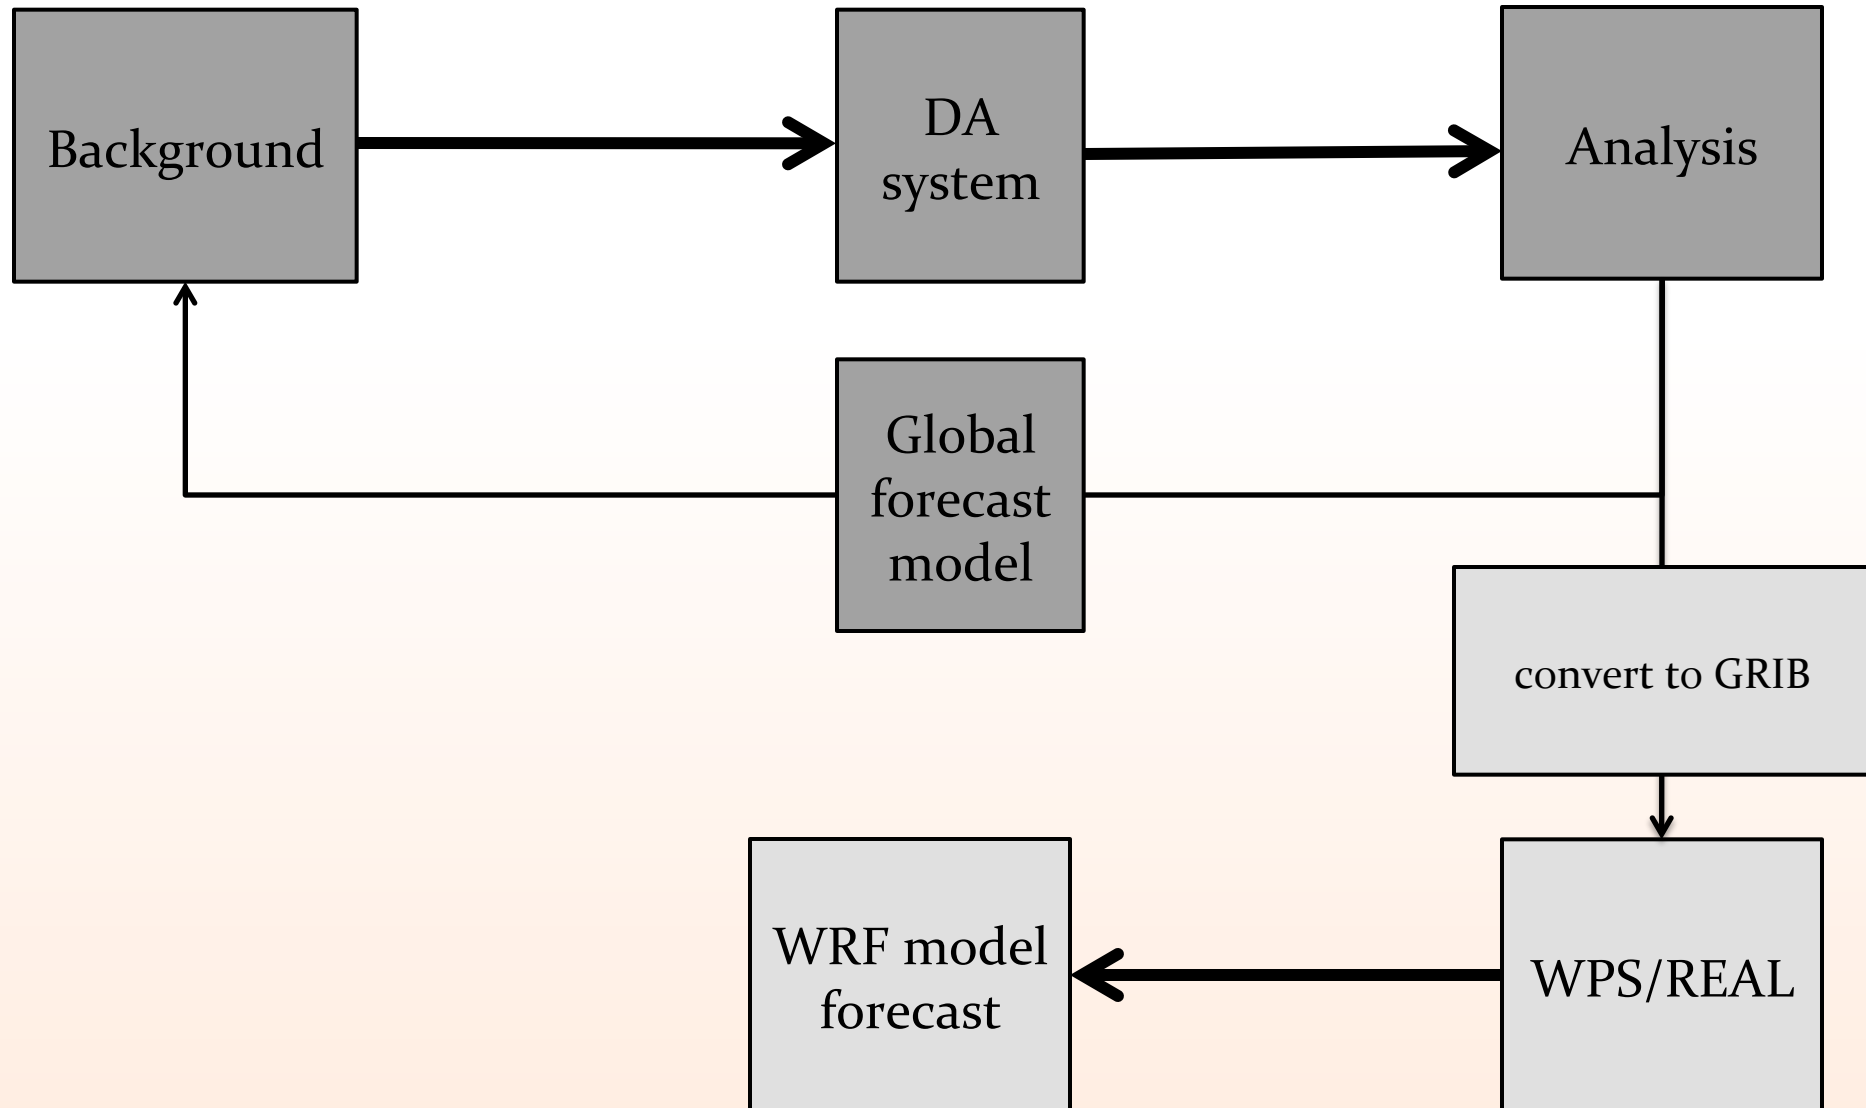 Background
DA
system
Analysis
Global
forecast
model
convert to GRIB
WRF model
forecast
WPS/REAL